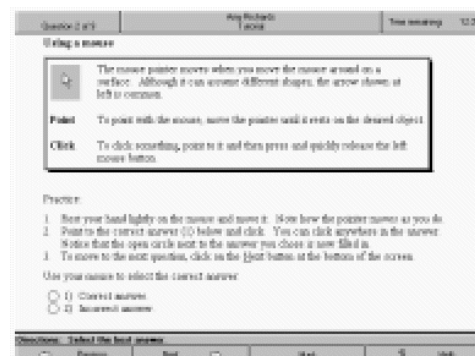 Question 2 of 9
Amy Richards
Tutorial
Time remaining
Using a mouse
The mouse pointer moves when you move the mouse around on a
surface. Although it can assume different shapes, the arrow shown at
left is common.
Point To point with the mouse, move the pointer until it rests on the desired object.
Click To click something, point to it and then press and quickly release the left
mouse button.
Practice:
1. Rest your hand lightly on the mouse and move it. Note how the pointer moves as you do.
2. Point to the correct answer (1) below and click. You can click anywhere in the answer.
Notice that the open circle next to the answer you chose is now filled in.
3. To move to the next question, click on the Next button at the bottom of the screen.
Use your mouse to select the correct answer:
1) Correct answer
2) Incorrect answer
Directions: Select the best answer.
Previous Next Mark